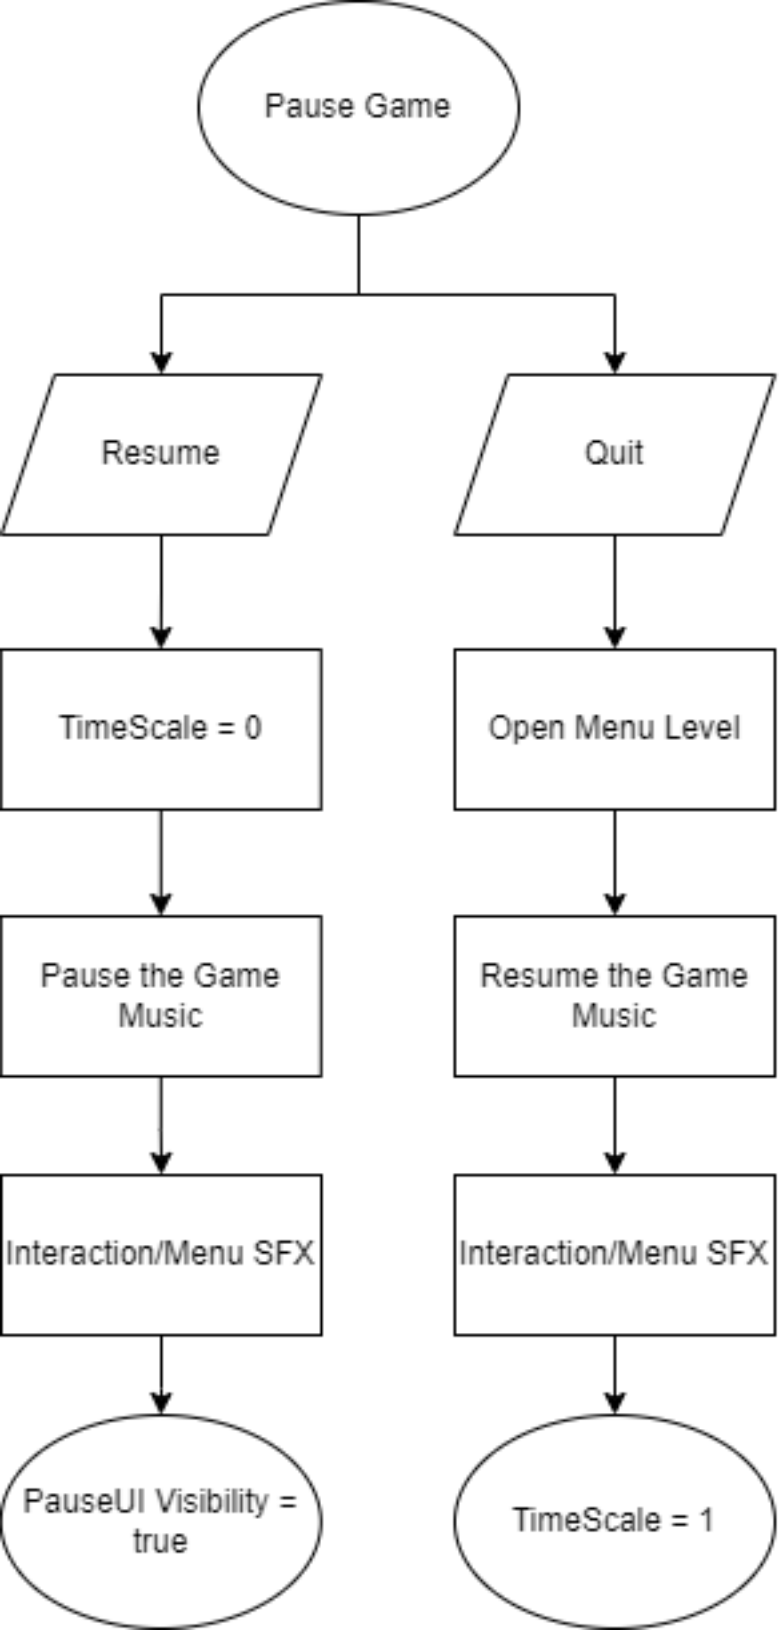 Pause Game
Resume
Quit
TimeScale = 0
Open Menu Level
Pause the Game
Music
Resume the Game
Music
Interaction/Menu SFX
Interaction/Menu SFX
PauseUI Visibility =
true
TimeScale = 1